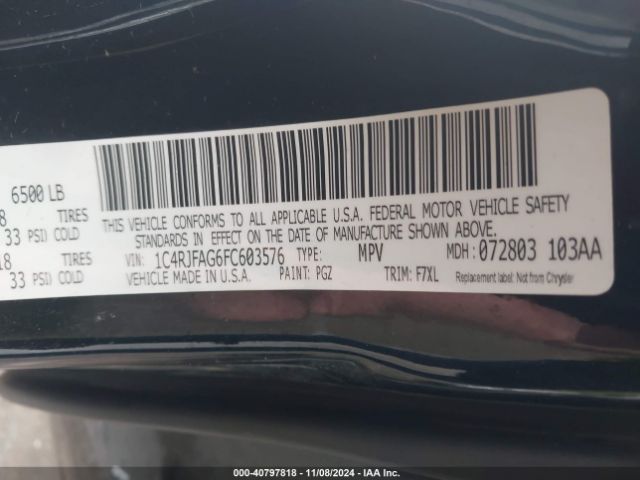 6500 LB
8 TIRES
33 PSI) COLD
18 TIRES
33 PSI) COLD
THIS VEHICLE CONFORMS TO ALL APPLICABLE U.S.A. FEDERAL MOTOR VEHICLE SAFETY
STANDARDS IN EFFECT ON THE DATE OF MANUFACTURE SHOWN ABOVE.
VIN: 1C4RJFAG6FC603576 TYPE: MPV MDH: 072803 103AA
VEHICLE MADE IN U.S.A. PAINT: PGZ TRIM: F7XL Replacement label: Not from Chrysler
000-40797818 - 11/08/2024 - IAA Inc.